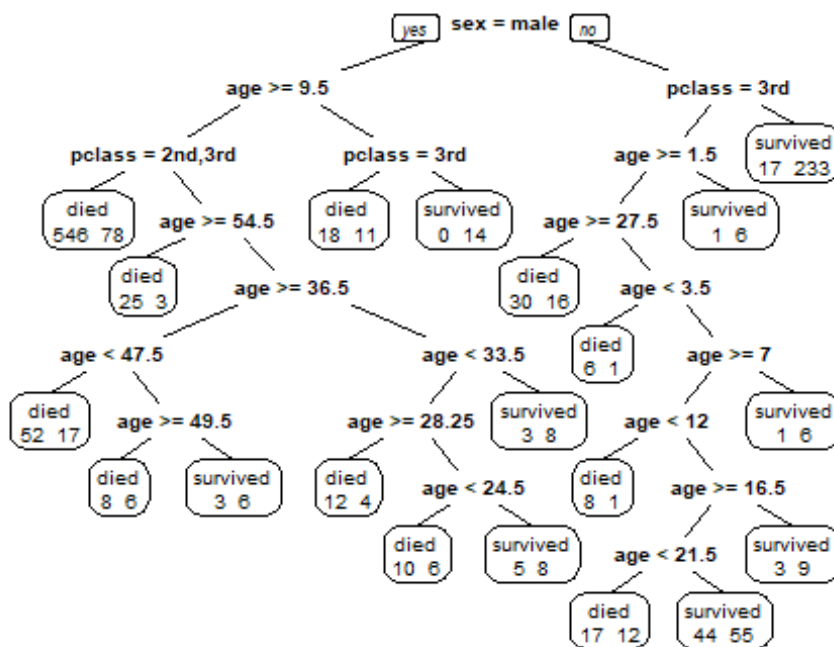 yes sex = male no
age >= 9.5 pclass = 3rd
pclass = 2nd,3rd pclass = 3rd age >= 1.5 survived
17 233
died age >= 54.5 died survived age >= 27.5 survived
546 78 18 11 0 14 1 6
died age >= 36.5 died age < 3.5
25 3 30 16
age < 47.5 age < 33.5 died age >= 7
6 1
died age >= 49.5 age >= 28.25 survived age < 12 survived
52 17 3 8 1 6
died survived died age < 24.5 died age >= 16.5
8 6 3 6 12 4 8 1
died survived age < 21.5 survived
10 6 5 8 3 9
died survived
17 12 44 55